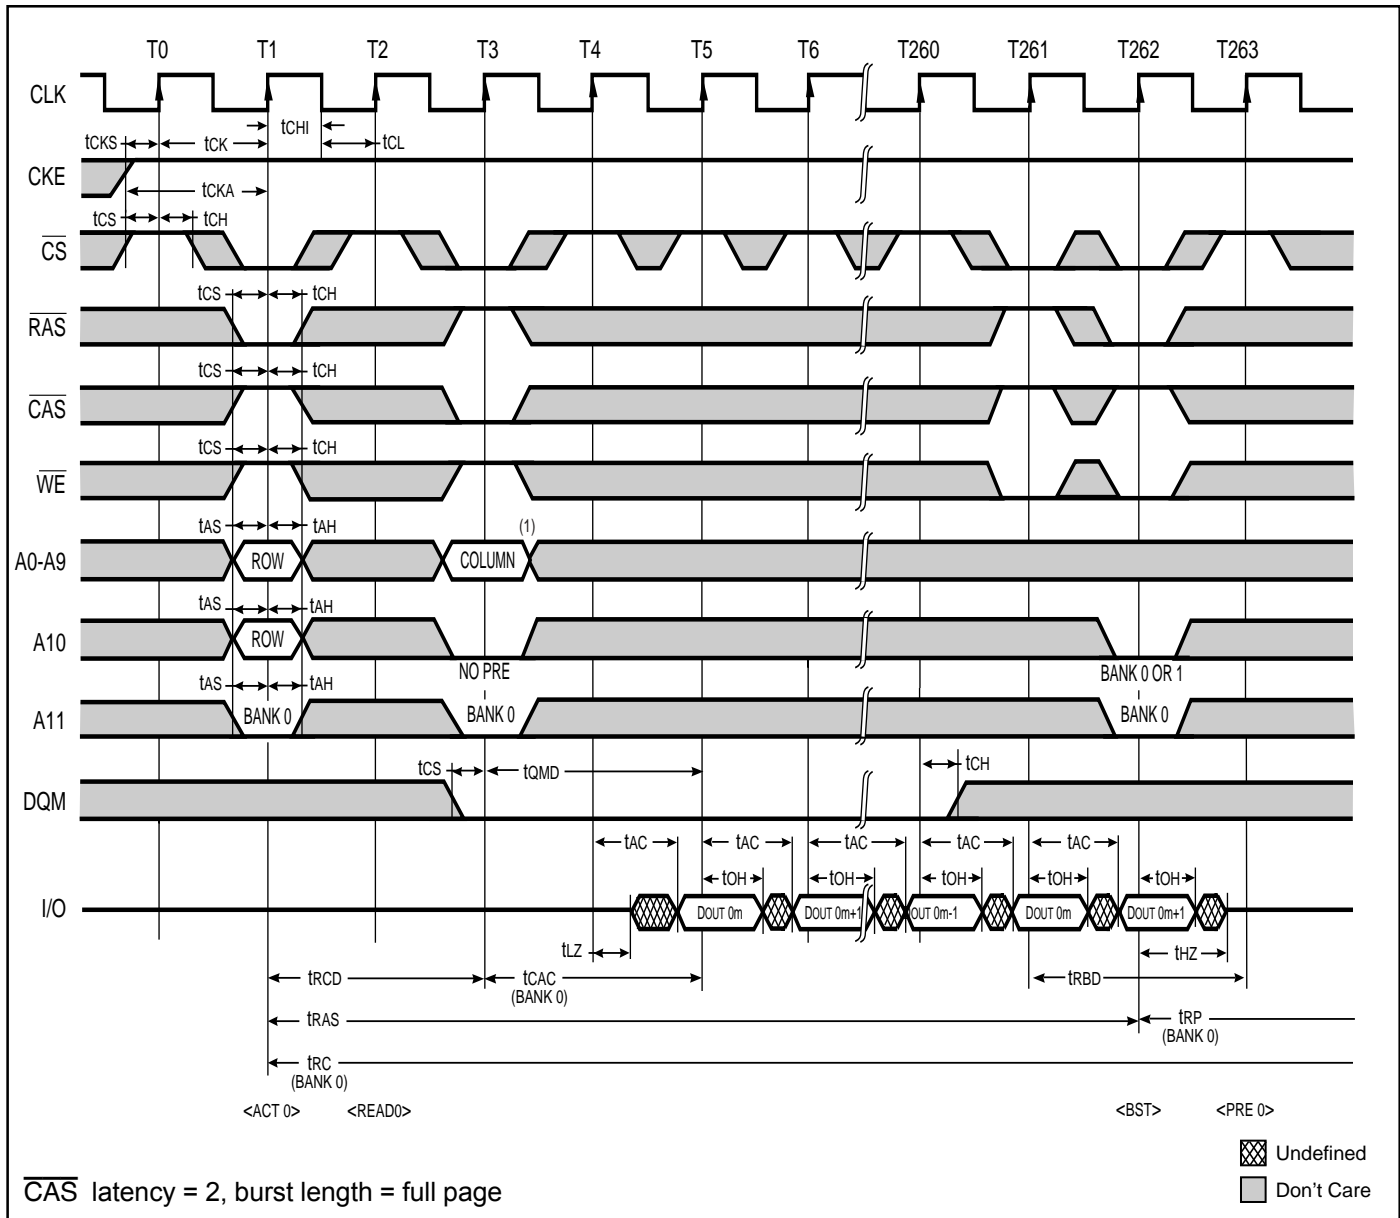 T0 T1 T2 T3 T4 T5 T6 T260 T261 T262 T263
CLK
tCHI
tCKS tCK tCL
CKE
tCKA
tCS tCH
CS
tCS tCH
RAS
tCS tCH
CAS
tCS tCH
WE
tAS tAH (1)
A0-A9 ROW COLUMN
tAS tAH
A10 ROW
NO PRE BANK 0 OR 1
tAS tAH
A11 BANK 0 BANK 0 BANK 0
tCS tQMD tCH
DQM
tAC tAC tAC tAC tAC
tOH tOH tOH tOH tOH
I/O DOUT 0m DOUT 0m+1 OUT 0m-1 DOUT 0m DOUT 0m+1
tLZ tHZ
tRCD tCAC tRBD
(BANK 0)
tRAS tRP
(BANK 0)
tRC
(BANK 0)
<ACT 0> <READ0> <BST> <PRE 0>
Undefined
Don't Care
CAS latency = 2, burst length = full page